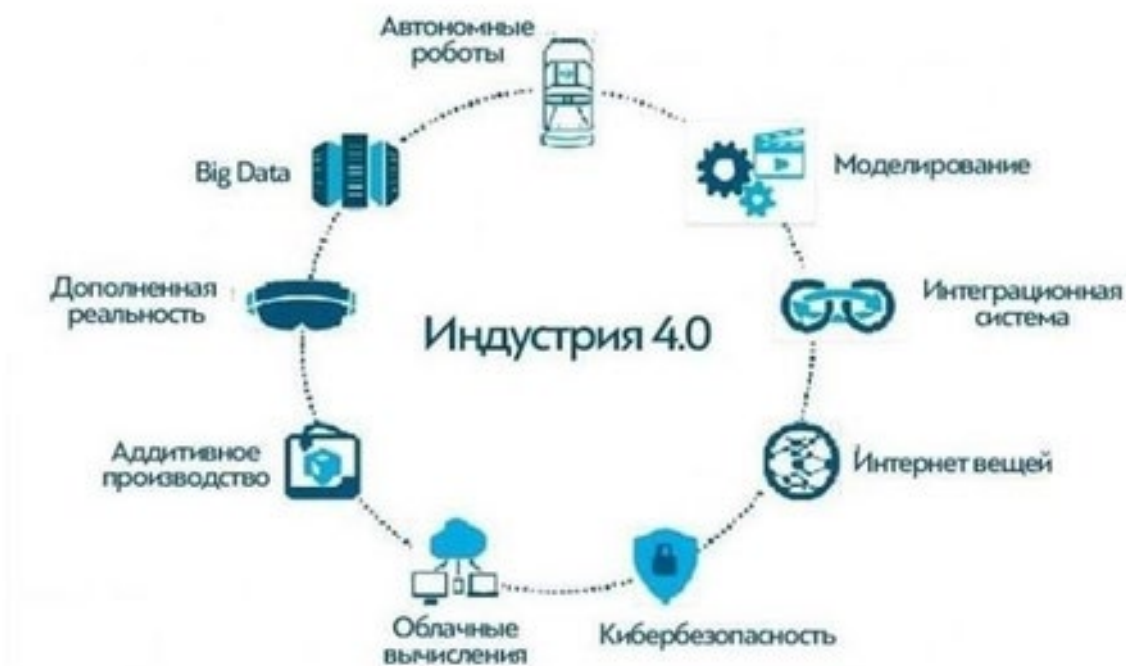 Автономные
роботы
Big Data
Моделирование
Дополненная
реальность
Интеграционная
система
Индустрия 4.0
Аддитивное
производство
Интернет вещей
Облачные
вычисления
Кибербезопасность